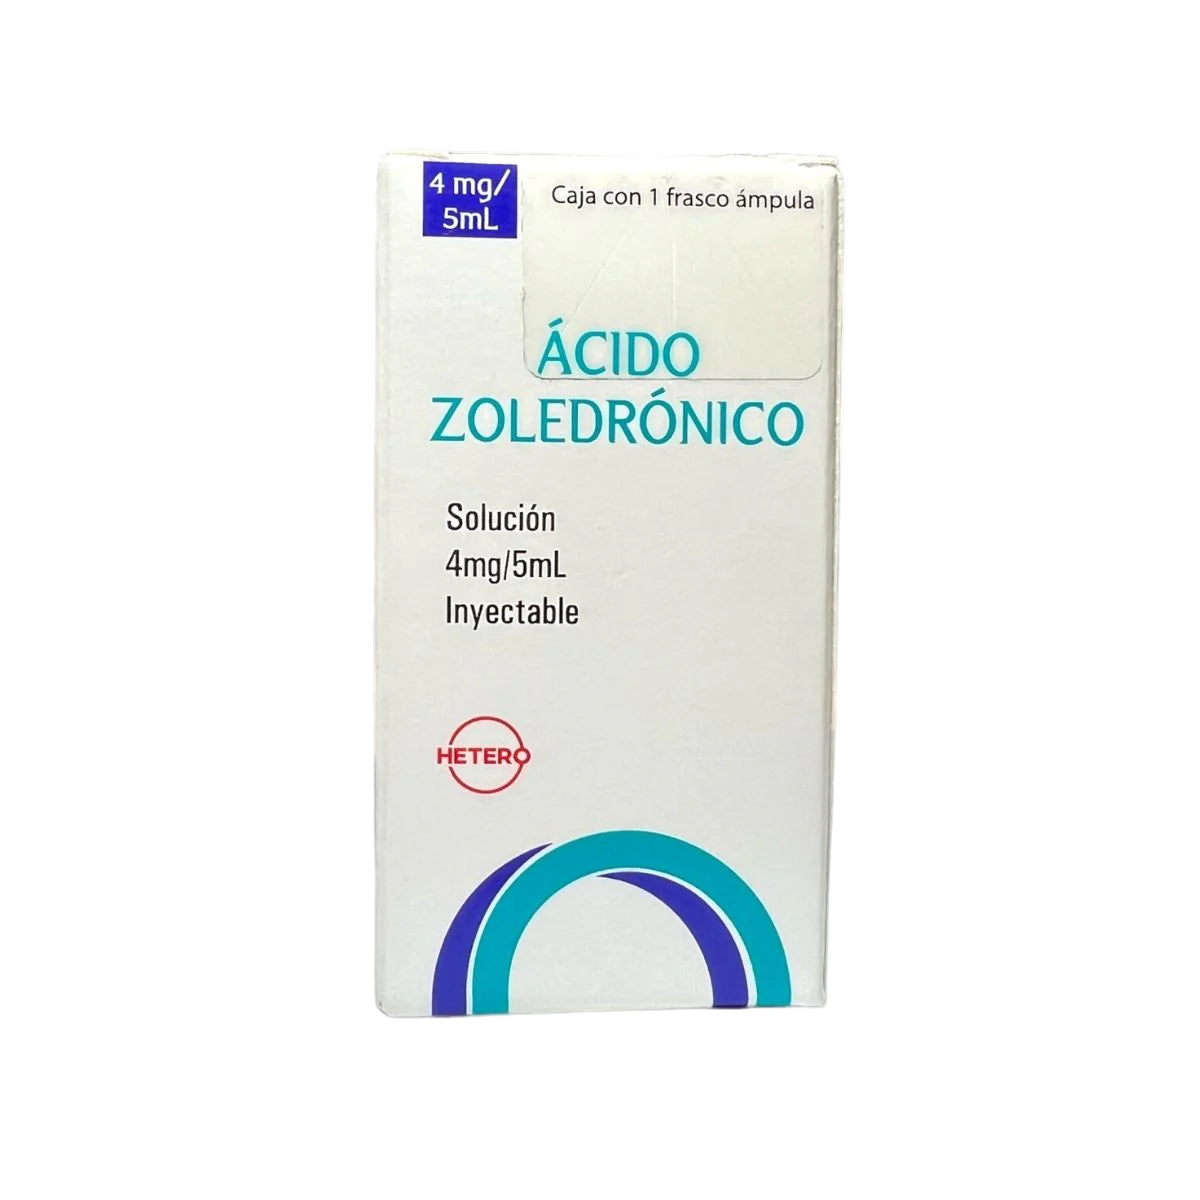 4 mg/
5mL
Caja con 1 frasco ámpula
ÁCIDO
ZOLEDRÓNICO
Solución
4mg/5mL
Inyectable
HETERO